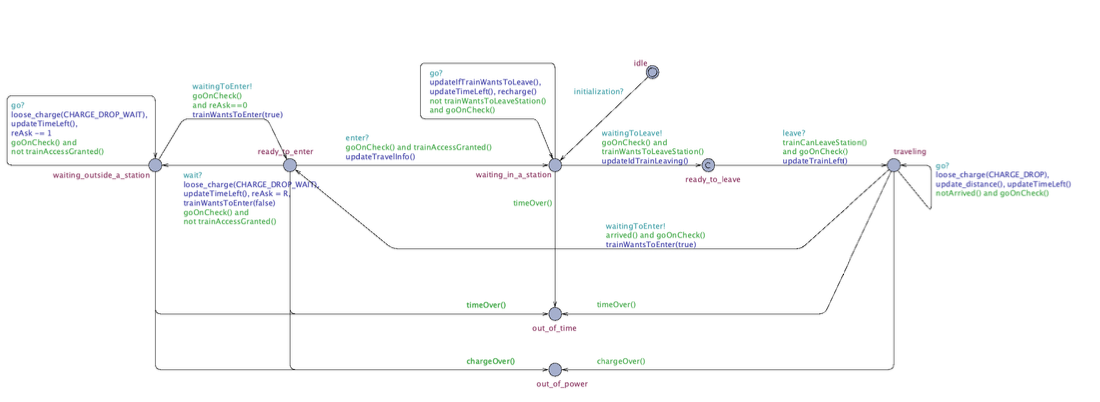 idle
initialization?
go?
updateIfTrainWantsToLeave(),
updateTimeLeft(), recharge()
not trainWantsToLeaveStation()
and goOnCheck()
waitingToEnter!
goOnCheck()
and reAsk==0
trainWantsToEnter(true)
go?
loose_charge(CHARGE_DROP_WAIT),
updateTimeLeft(),
reAsk -= 1
goOnCheck() and
not trainAccessGranted()
ready_to_enter
enter?
goOnCheck() and trainAccessGranted()
updateTravelInfo()
waitingToLeave!
goOnCheck() and
trainWantsToLeaveStation()
updateIdTrainLeaving()
C
leave?
trainCanLeaveStation()
and goOnCheck()
updateTrainLeft()
traveling
go?
loose_charge(CHARGE_DROP),
update_distance(), updateTimeLeft()
notArrived() and goOnCheck()
waiting_outside_a_station
wait?
loose_charge(CHARGE_DROP_WAIT),
updateTimeLeft(), reAsk = R,
trainWantsToEnter(false)
goOnCheck() and
not trainAccessGranted()
waiting_in_a_station
ready_to_leave
timeOver()
waitingToEnter!
arrived() and goOnCheck()
trainWantsToEnter(true)
timeOver()
timeOver()
out_of_time
chargeOver()
chargeOver()
out_of_power